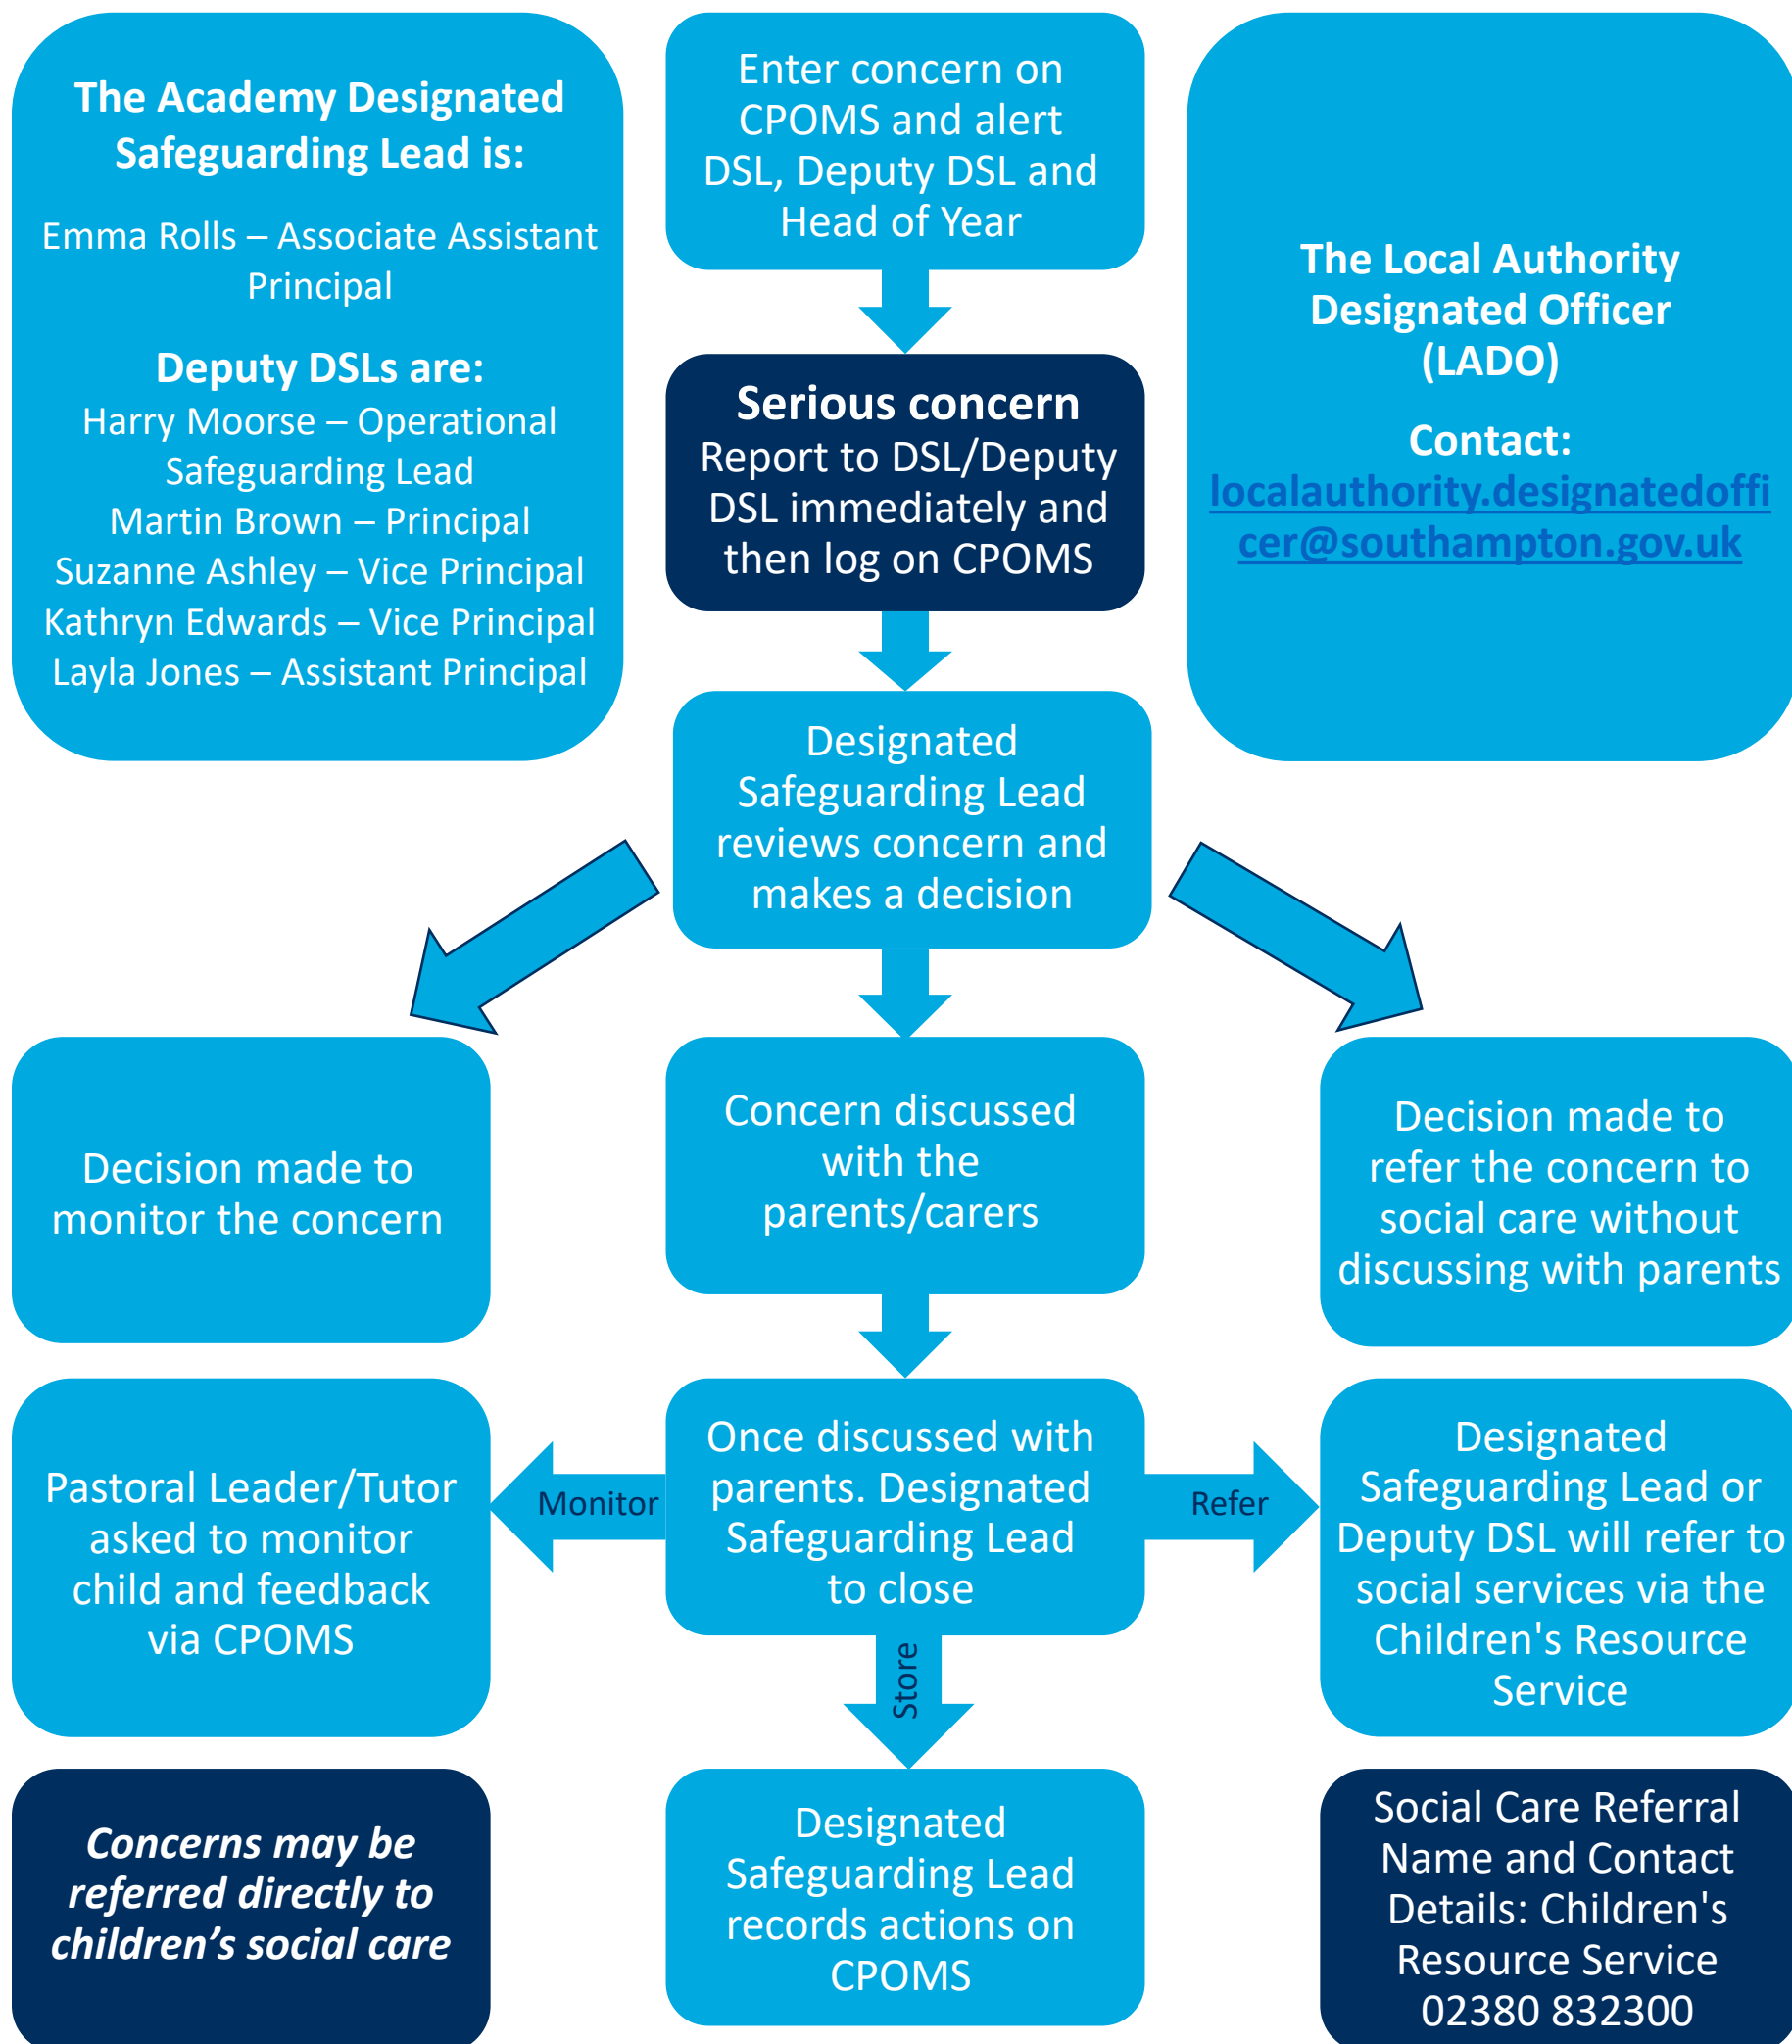 The Academy Designated
Safeguarding Lead is:
Emma Rolls – Associate Assistant
Principal
Deputy DSLs are:
Harry Moorse – Operational
Safeguarding Lead
Martin Brown – Principal
Suzanne Ashley – Vice Principal
Kathryn Edwards – Vice Principal
Layla Jones – Assistant Principal
Enter concern on
CPOMS and alert
DSL, Deputy DSL and
Head of Year
Serious concern
Report to DSL/Deputy
DSL immediately and
then log on CPOMS
The Local Authority
Designated Officer
(LADO)
Contact:
localauthority.designatedoffi
cer@southampton.gov.uk
Designated
Safeguarding Lead
reviews concern and
makes a decision
Decision made to
monitor the concern
Concern discussed
with the
parents/carers
Decision made to
refer the concern to
social care without
discussing with parents
Pastoral Leader/Tutor
asked to monitor
child and feedback
via CPOMS
Monitor
Once discussed with
parents. Designated
Safeguarding Lead
to close
Refer
Designated
Safeguarding Lead or
Deputy DSL will refer to
social services via the
Children's Resource
Service
Store
Concerns may be
referred directly to
children’s social care
Designated
Safeguarding Lead
records actions on
CPOMS
Social Care Referral
Name and Contact
Details: Children's
Resource Service
02380 832300